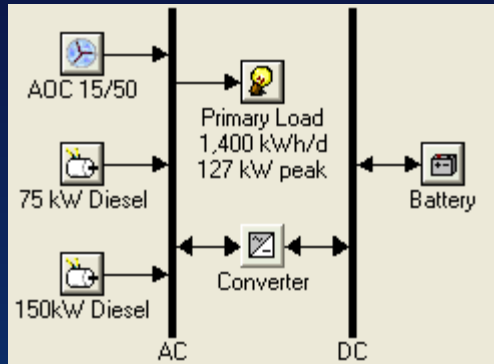 AOC 15/50
Primary Load
1,400 kWh/d
127 kW peak
75 kW Diesel
Battery
Converter
150kW Diesel
AC
DC